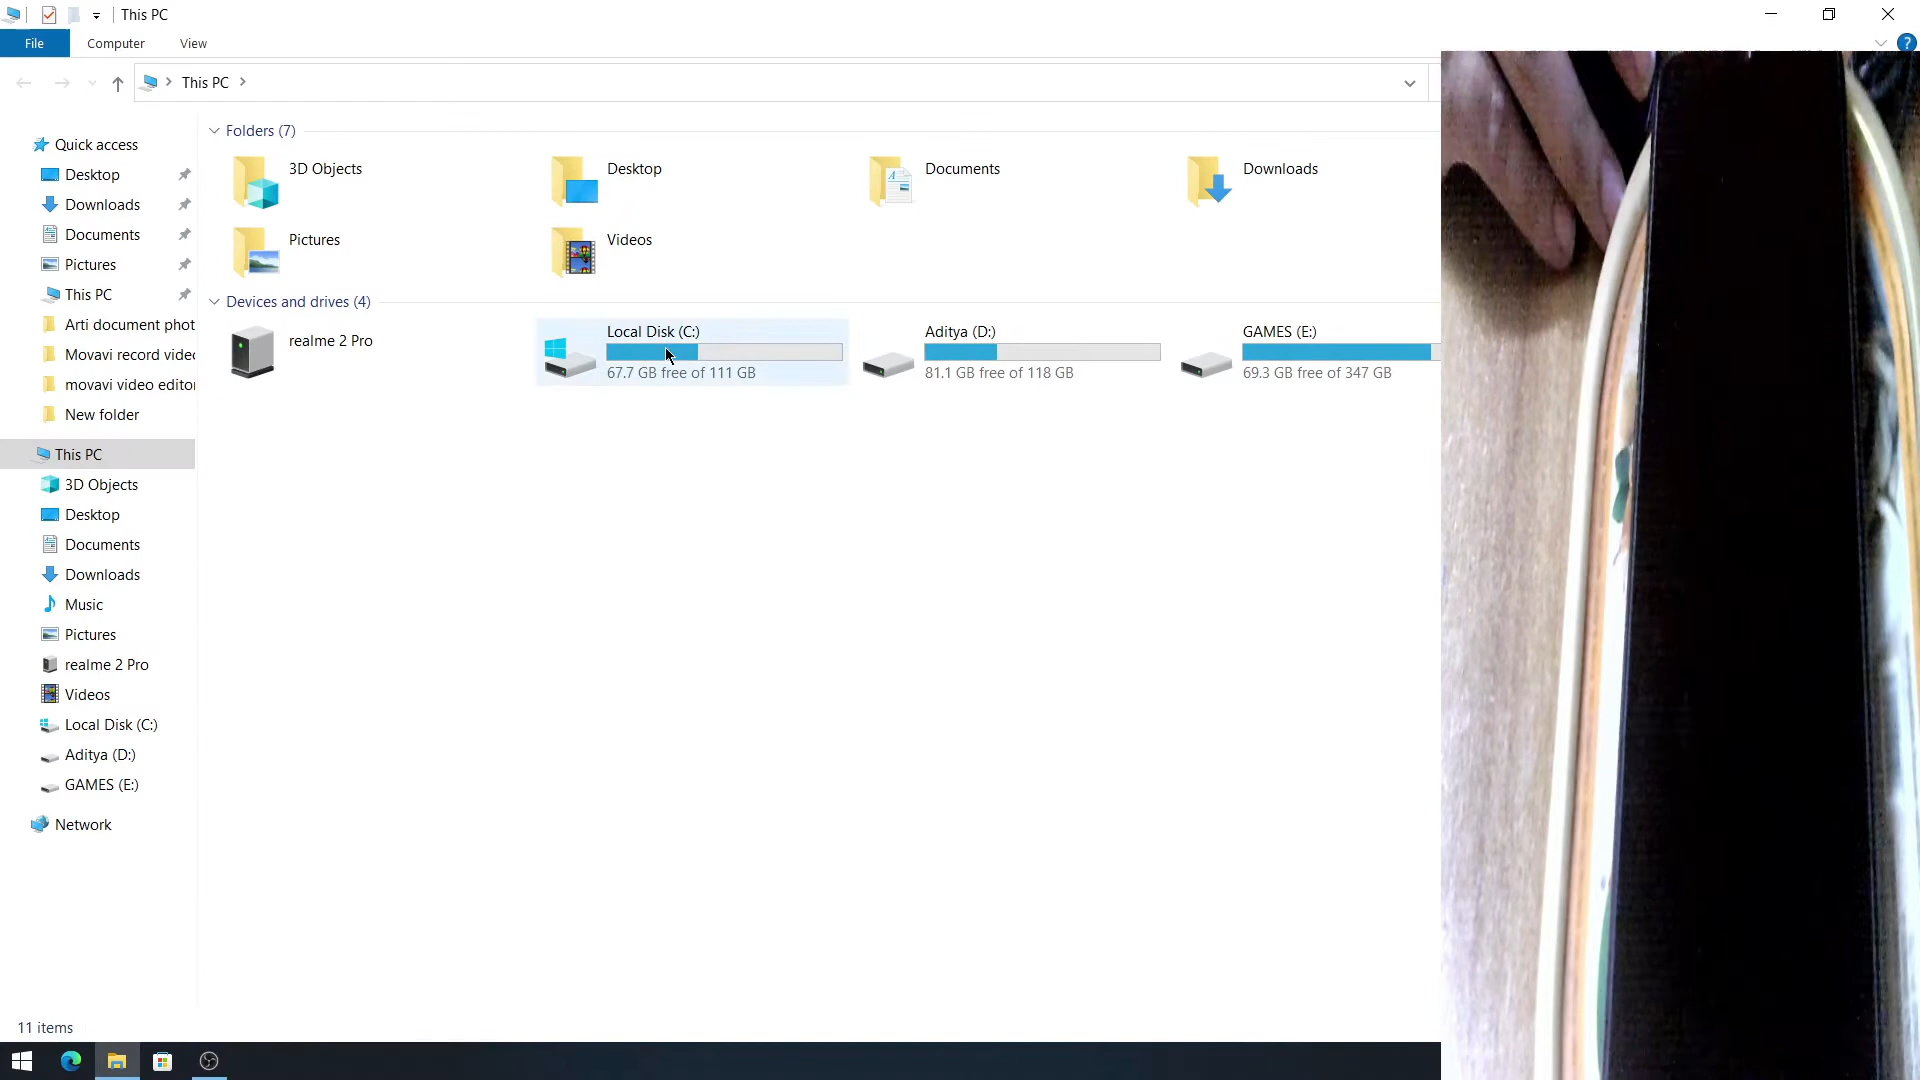 This PC
File Computer View
This PC
Quick access
Desktop
Downloads
Documents
Pictures
This PC
Arti document phot
Movavi record video
movavi video editor
New folder
This PC
3D Objects
Desktop
Documents
Downloads
Music
Pictures
realme 2 Pro
Videos
Local Disk (C:)
Aditya (D:)
GAMES (E:)
Network
Folders (7)
3D Objects Desktop Documents Downloads
Pictures Videos
Devices and drives (4)
realme 2 Pro
Local Disk (C:)
67.7 GB free of 111 GB
Aditya (D:)
81.1 GB free of 118 GB
GAMES (E:)
69.3 GB free of 347 GB
11 items